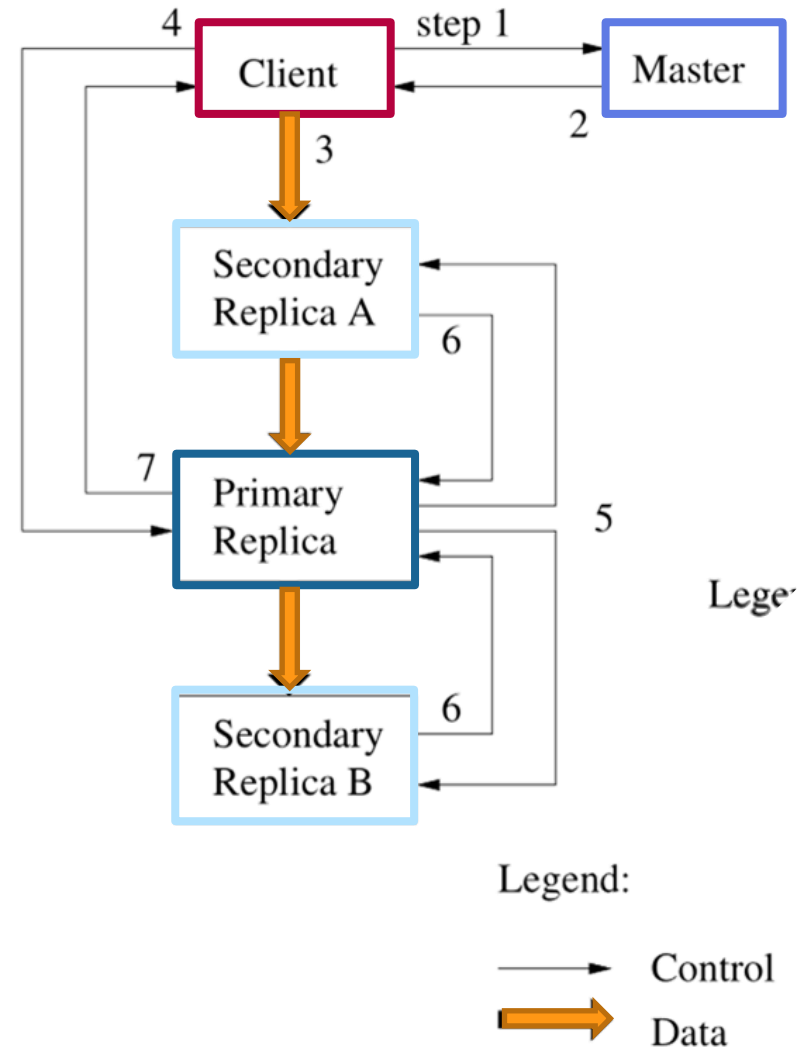 4
step 1
Client
Master
2
3
Secondary
Replica A
6
7
Primary
Replica
5
6
Secondary
Replica B
Legend:
Control
Data